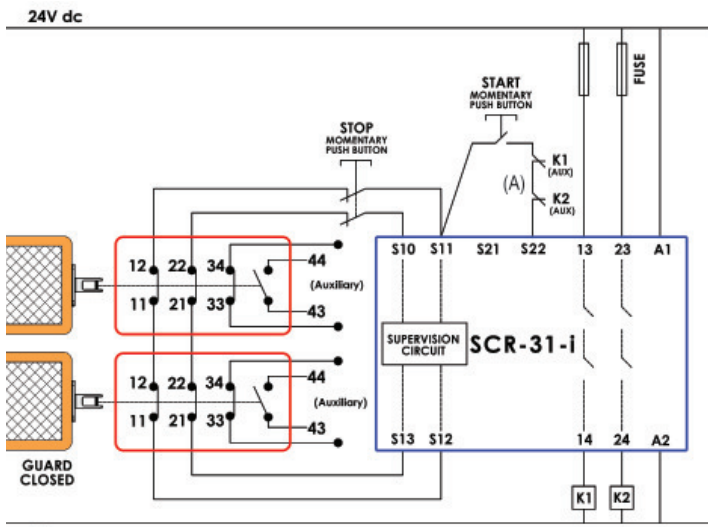 24V dc
FUSE
START
MOMENTARY
PUSH BUTTON
STOP
MOMENTARY
PUSH BUTTON
K1
(AUX)
(A)
K2
(AUX)
12 22 34
44
(Auxiliary)
11 21 33
43
S10 S11 S21 S22 13 23 A1
SUPERVISION
CIRCUIT
SCR-31-i
12 22 34
44
(Auxiliary)
11 21 33
43
S13 S12 14 24 A2
GUARD
CLOSED
K1 K2